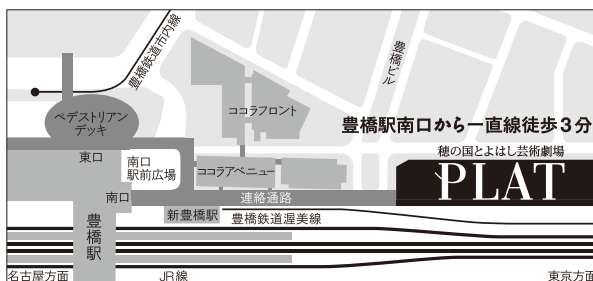 豊橋鉄道市内線
豊橋ビル
ココラフロント
ペデストリアン
デッキ
豊橋駅南口から一直線徒歩3分
穂の国とよはし芸術劇場
PLAT
東口
南口
駅前広場
ココラアベニュー
南口
連絡通路
新豊橋駅
豊橋鉄道渥美線
豊橋駅
名古屋方面
JR線
東京方面